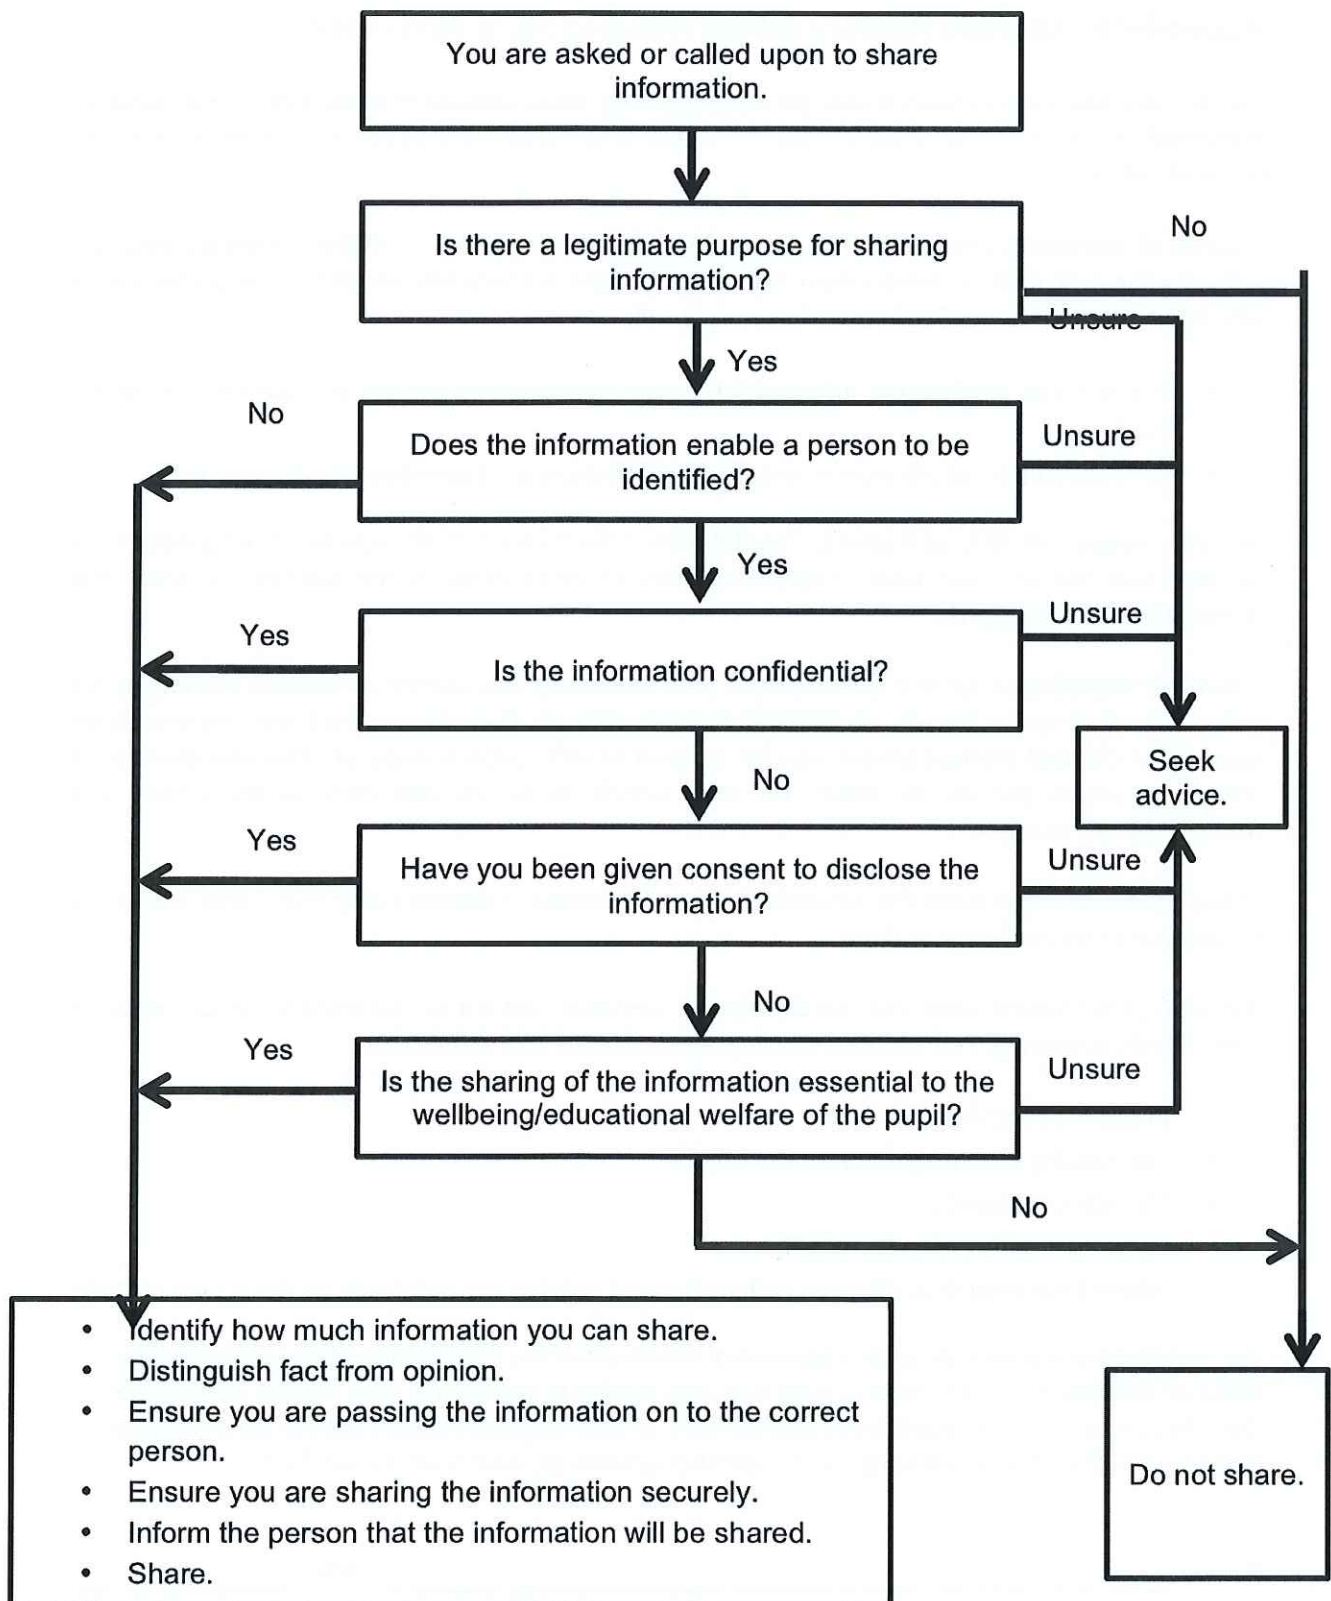 You are asked or called upon to share
information.
No
Is there a legitimate purpose for sharing
information?
Unsure
Yes
No
Does the information enable a person to be
identified?
Unsure
Yes
Yes
Is the information confidential?
Unsure
No
Seek
advice.
Yes
Have you been given consent to disclose the
information?
Unsure
No
Yes
Is the sharing of the information essential to the
wellbeing/educational welfare of the pupil?
Unsure
No
• Identify how much information you can share.
• Distinguish fact from opinion.
• Ensure you are passing the information on to the correct
person.
• Ensure you are sharing the information securely.
• Inform the person that the information will be shared.
• Share.
Do not share.